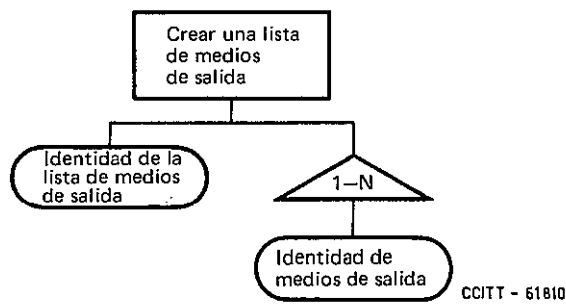 Crear una lista
de medios
de salida
Identidad de la
lista de medios
de salida
1—N
Identidad de
medios de salida
CCITT - 61810